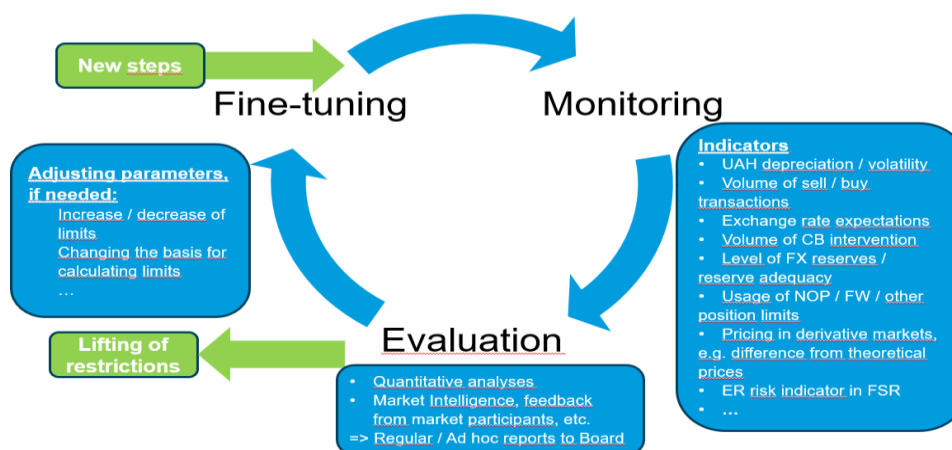 New steps
Fine-tuning
Monitoring
Adjusting parameters,
if needed:
Increase / decrease of
limits
Changing the basis for
calculating limits
…
Indicators
• UAH depreciation / volatility
• Volume of sell / buy
transactions
• Exchange rate expectations
• Volume of CB intervention
• Level of FX reserves /
reserve adequacy
• Usage of NOP / FW / other
position limits
• Pricing in derivative markets,
e.g. difference from theoretical
prices
• ER risk indicator in FSR
• …
Evaluation
Lifting of
restrictions
• Quantitative analyses
• Market Intelligence, feedback
from market participants, etc.
=> Regular / Ad hoc reports to Board